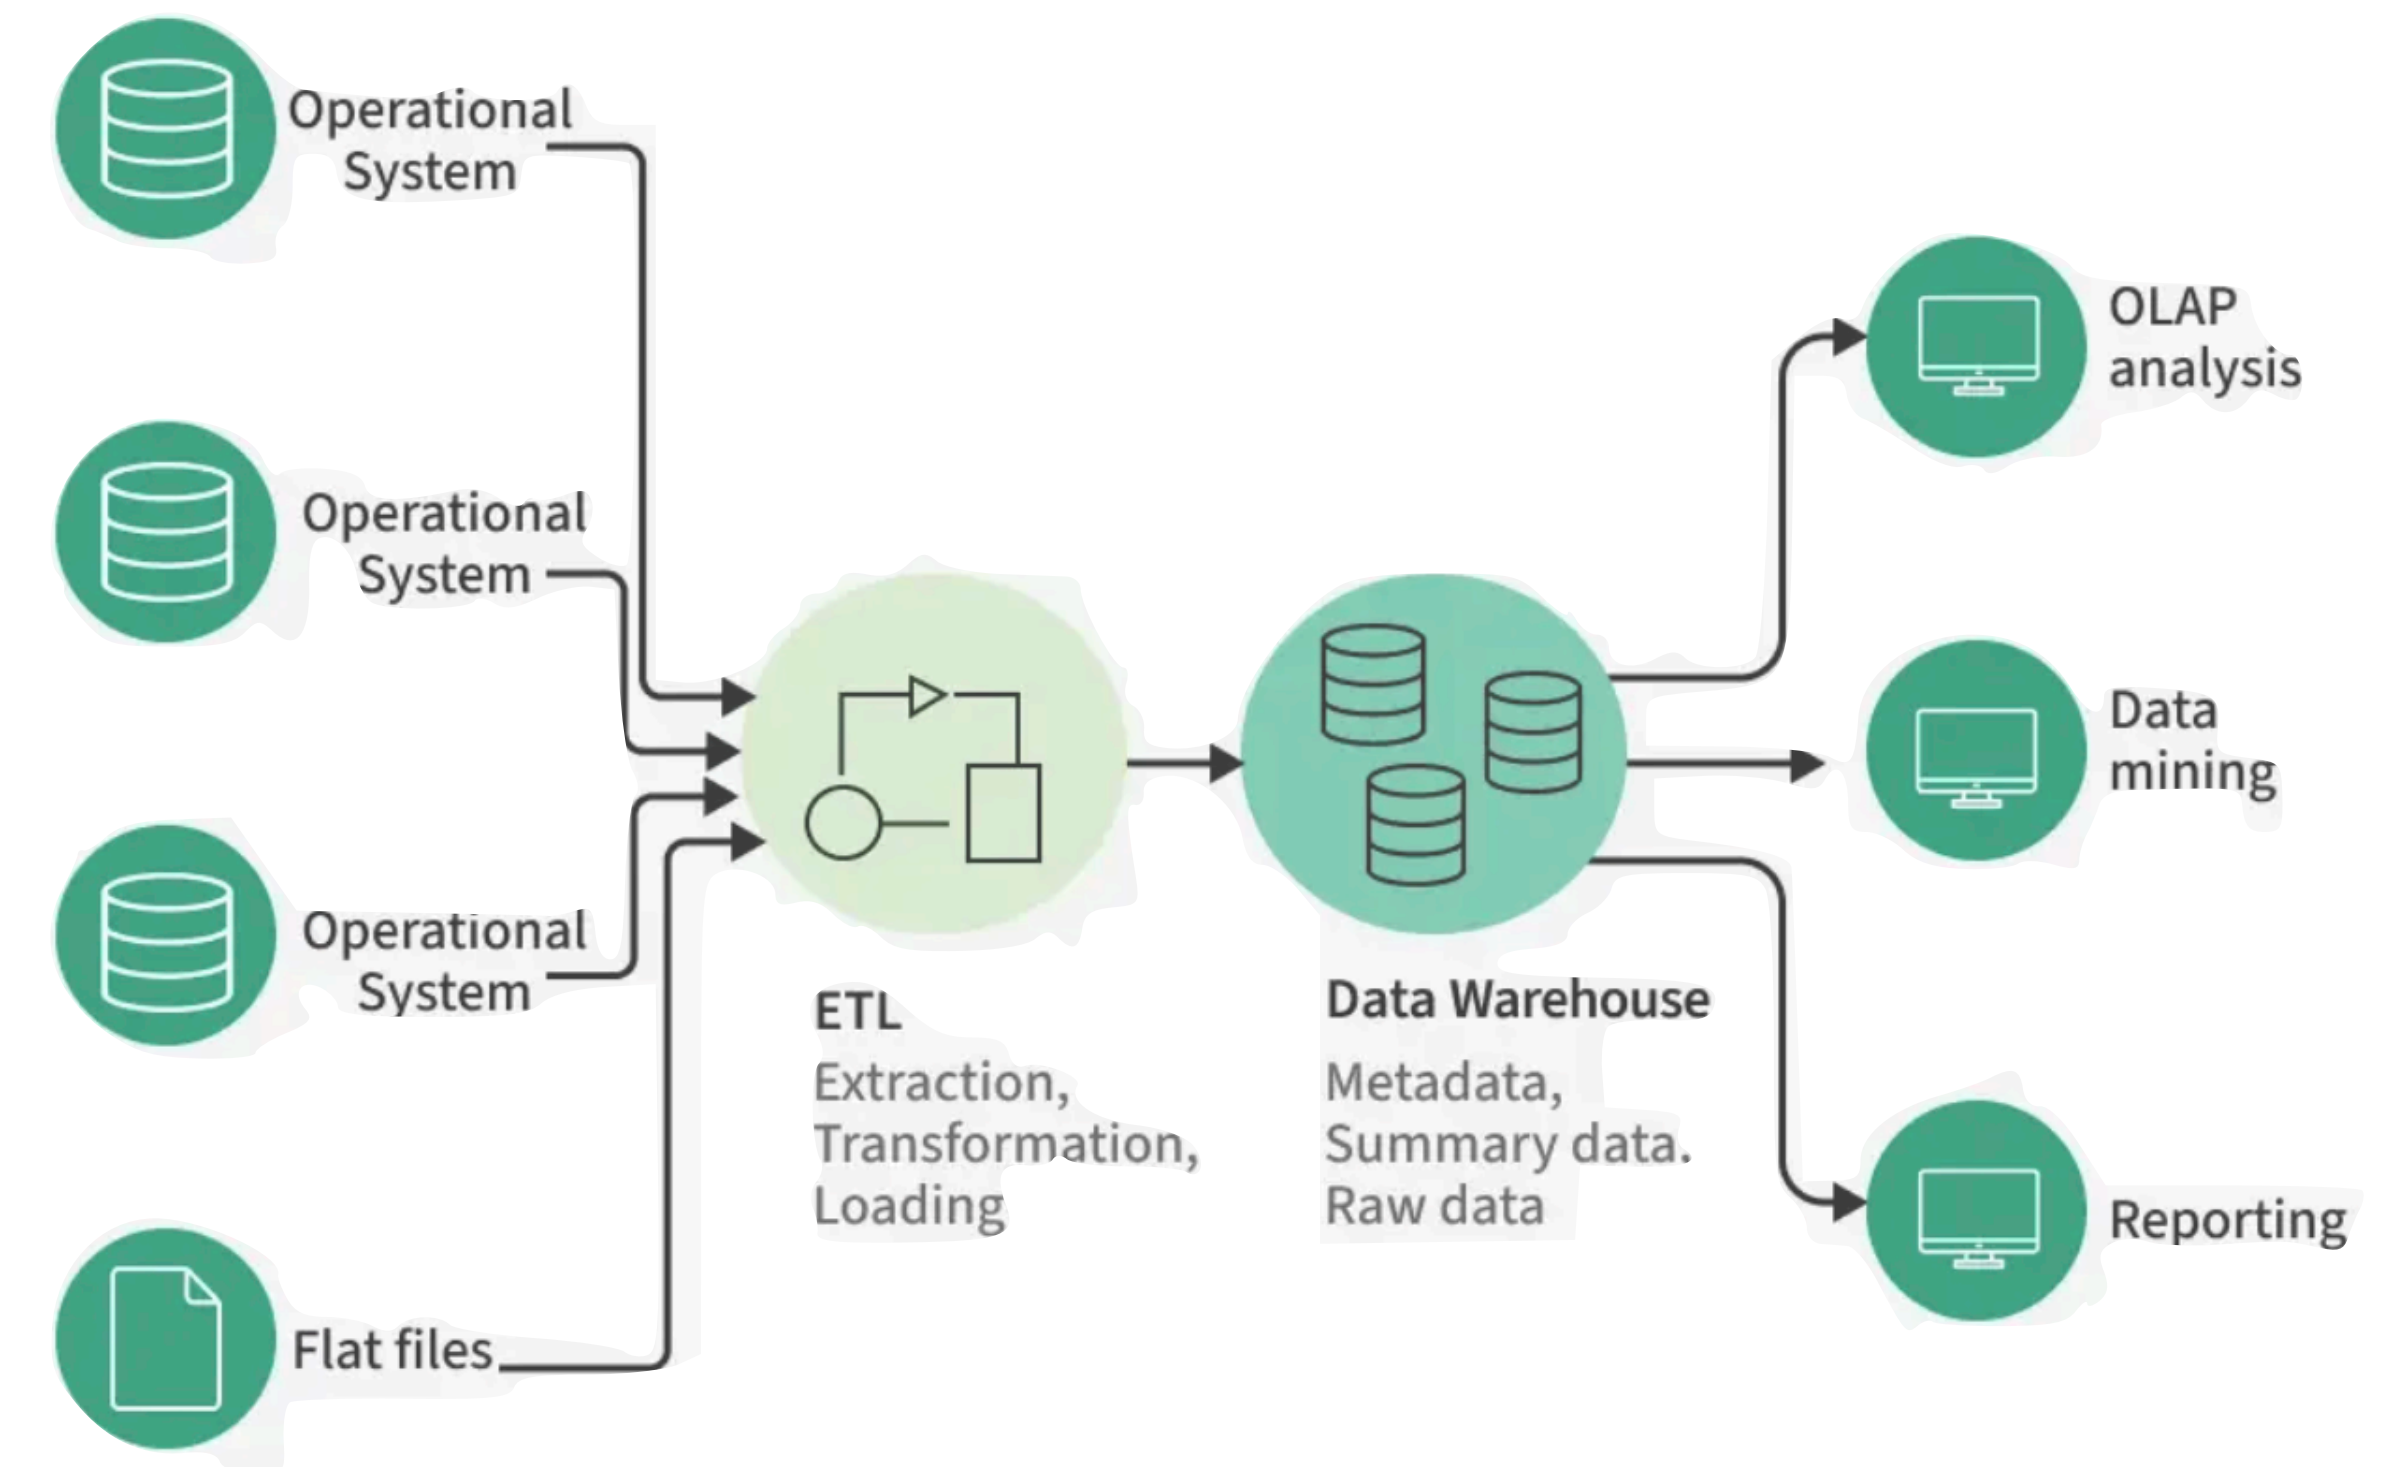 Operational
System
Operational
System
Operational
System
Flat files
ETL
Extraction,
Transformation,
Loading
Data Warehouse
Metadata,
Summary data.
Raw data
OLAP
analysis
Data
mining
Reporting